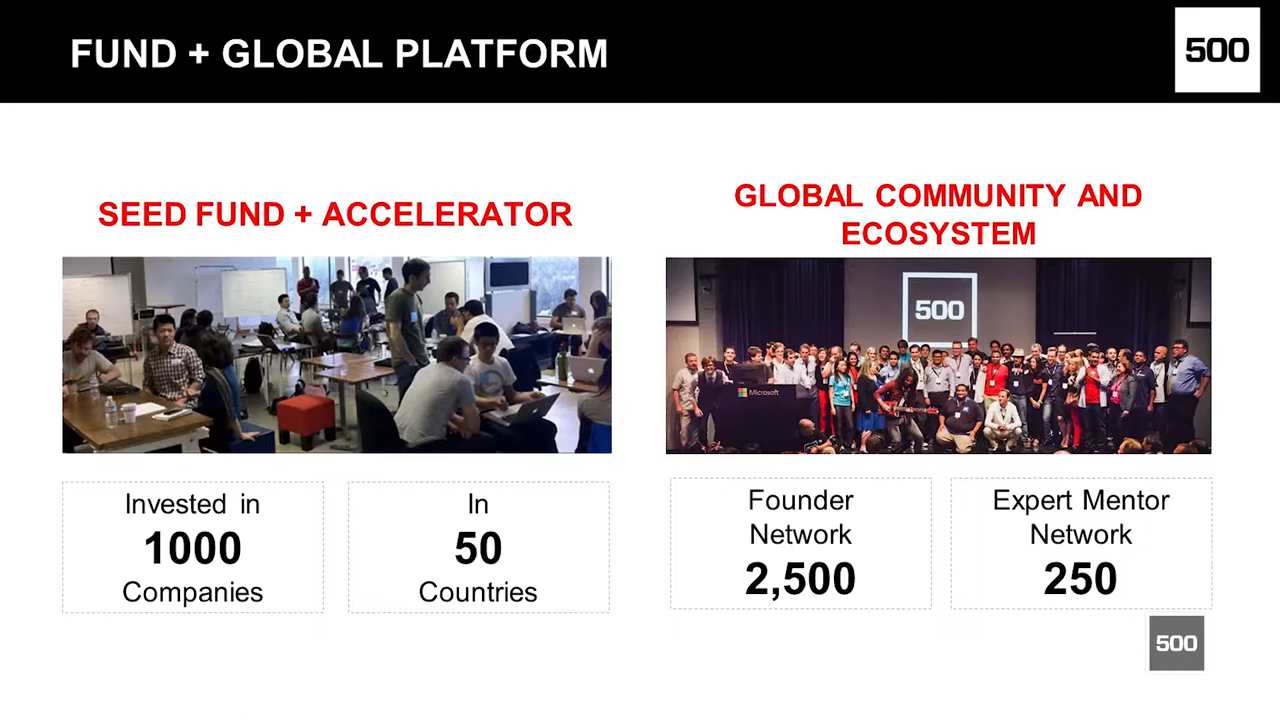 FUND + GLOBAL PLATFORM
500
SEED FUND + ACCELERATOR
GLOBAL COMMUNITY AND
ECOSYSTEM
500
Microsoft
Invested in
1000
Companies
In
50
Countries
Founder
Network
2,500
Expert Mentor
Network
250
500